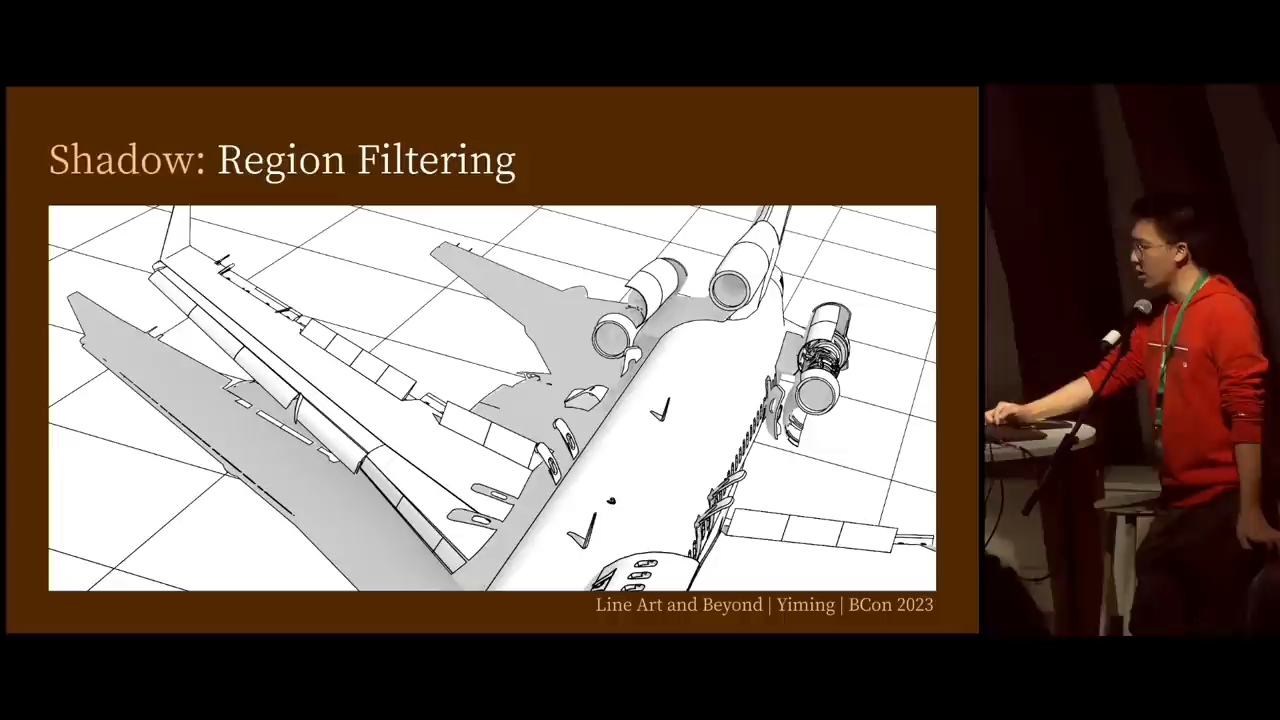 Shadow: Region Filtering
Line Art and Beyond | Yiming | BCon 2023